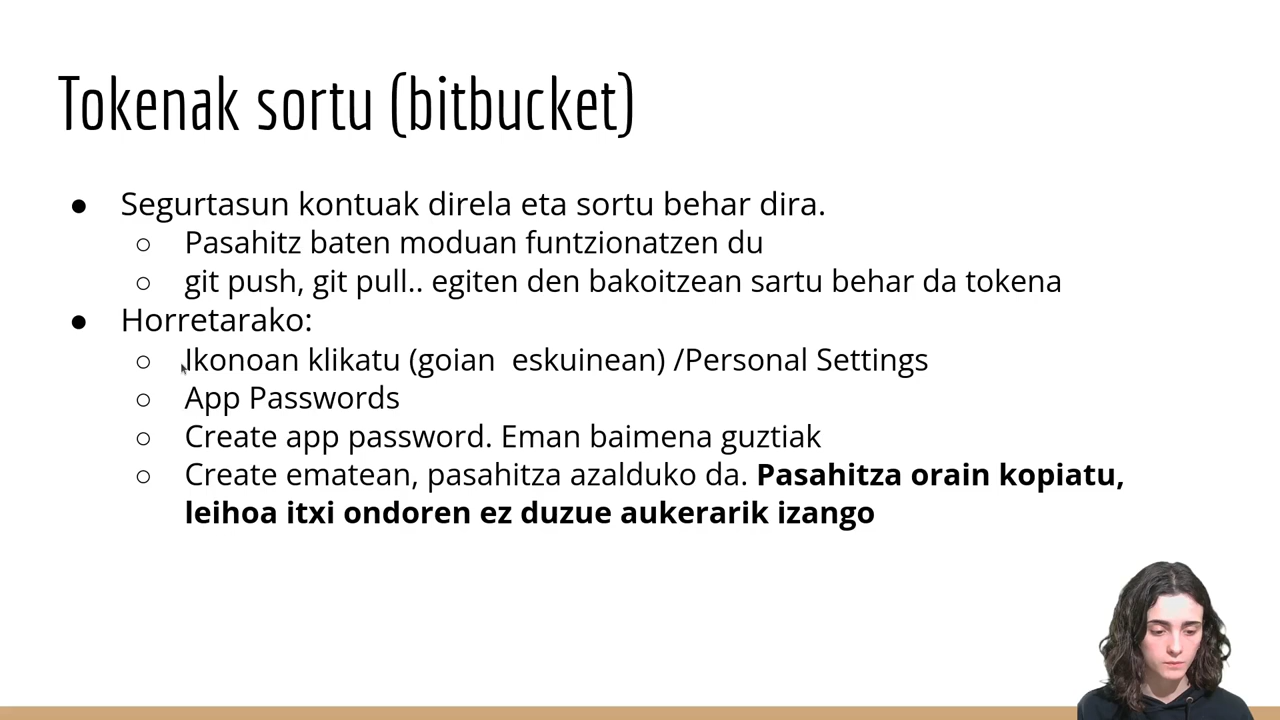 Tokenak sortu (bitbucket)
● Segurtasun kontuak direla eta sortu behar dira.
○ Pasahitz baten moduan funtzionatzen du
○ git push, git pull.. egiten den bakoitzean sartu behar da tokena
● Horretarako:
○ Ikonoan klikatu (goian  eskuinean) /Personal Settings
○ App Passwords
○ Create app password. Eman baimena guztiak
○ Create ematean, pasahitza azalduko da. Pasahitza orain kopiatu,
leihoa itxi ondoren ez duzue aukerarik izango